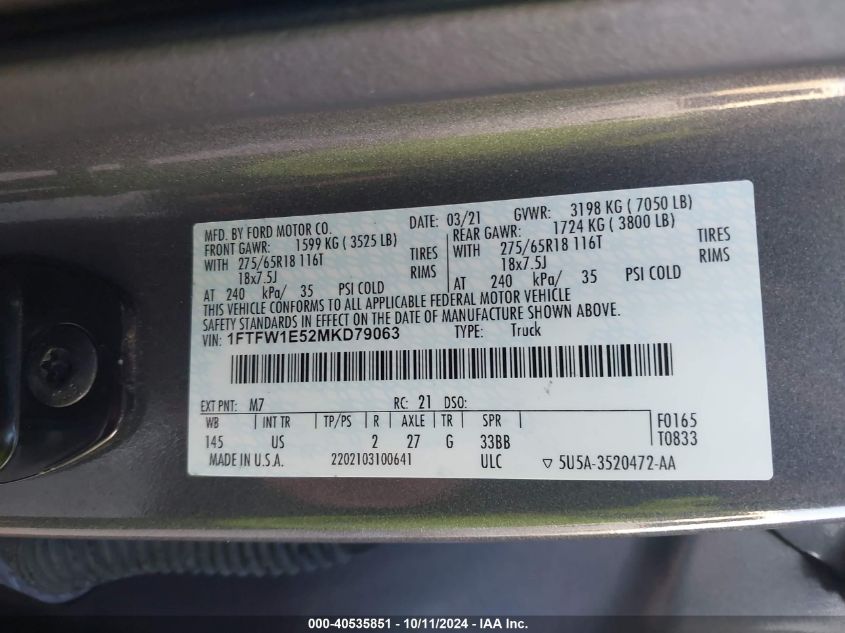 MFD. BY FORD MOTOR CO. DATE: 03/21 GVWR: 3198 KG ( 7050 LB)
FRONT GAWR: 1599 KG ( 3525 LB) REAR GAWR: 1724 KG ( 3800 LB)
WITH 275/65R18 116T TIRES WITH 275/65R18 116T TIRES
18x7.5J RIMS 18x7.5J RIMS
AT 240 kPa/ 35 PSI COLD AT 240 kPa/ 35 PSI COLD
THIS VEHICLE CONFORMS TO ALL APPLICABLE FEDERAL MOTOR VEHICLE
SAFETY STANDARDS IN EFFECT ON THE DATE OF MANUFACTURE SHOWN ABOVE.
VIN: 1FTFW1E52MKD79063 TYPE: Truck
EXT PNT: M7 RC: 21 DSO:
WB INT TR TP/PS R AXLE TR SPR F0165
145 US 2 27 G 33BB T0833
MADE IN U.S.A. 2202103100641 ULC ▽ 5U5A-3520472-AA
000-40535851 - 10/11/2024 - IAA Inc.